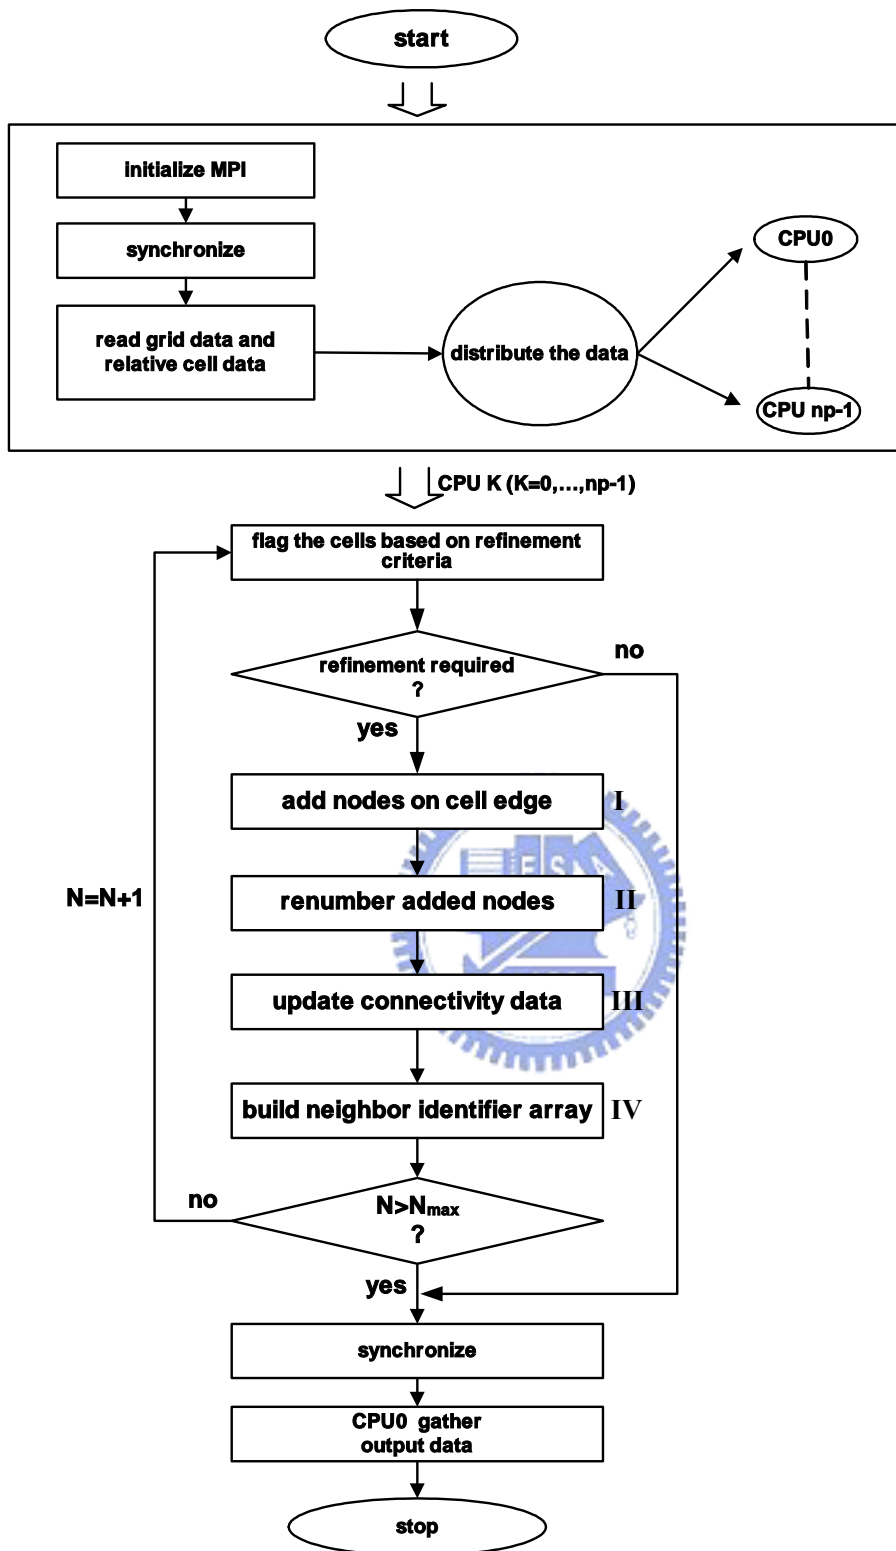 start
initialize MPI
synchronize
read grid data and
relative cell data
distribute the data
CPU0
CPU np-1
CPU K (K=0,...,np-1)
flag the cells based on refinement
criteria
refinement required
?
no
yes
add nodes on cell edge
I
renumber added nodes
II
N=N+1
update connectivity data
III
build neighbor identifier array
IV
N>Nmax
?
no
yes
synchronize
CPU0 gather
output data
stop